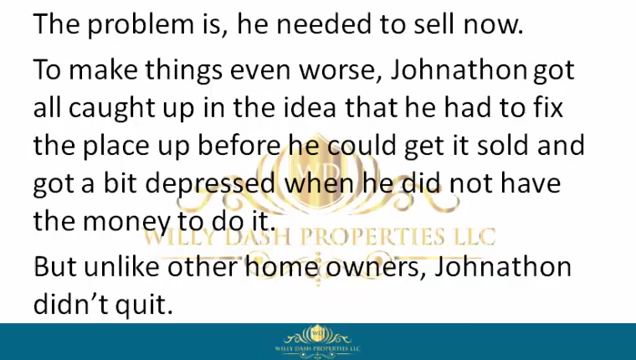 The problem is, he needed to sell now.
To make things even worse, Johnathon got
all caught up in the idea that he had to fix
the place up before he could get it sold and
got a bit depressed when he did not have
the money to do it.
WD
WILLY DASH PROPERTIES LLC
But unlike other home owners, Johnathon
didn’t quit.
WILLY DASH PROPERTIES LLC